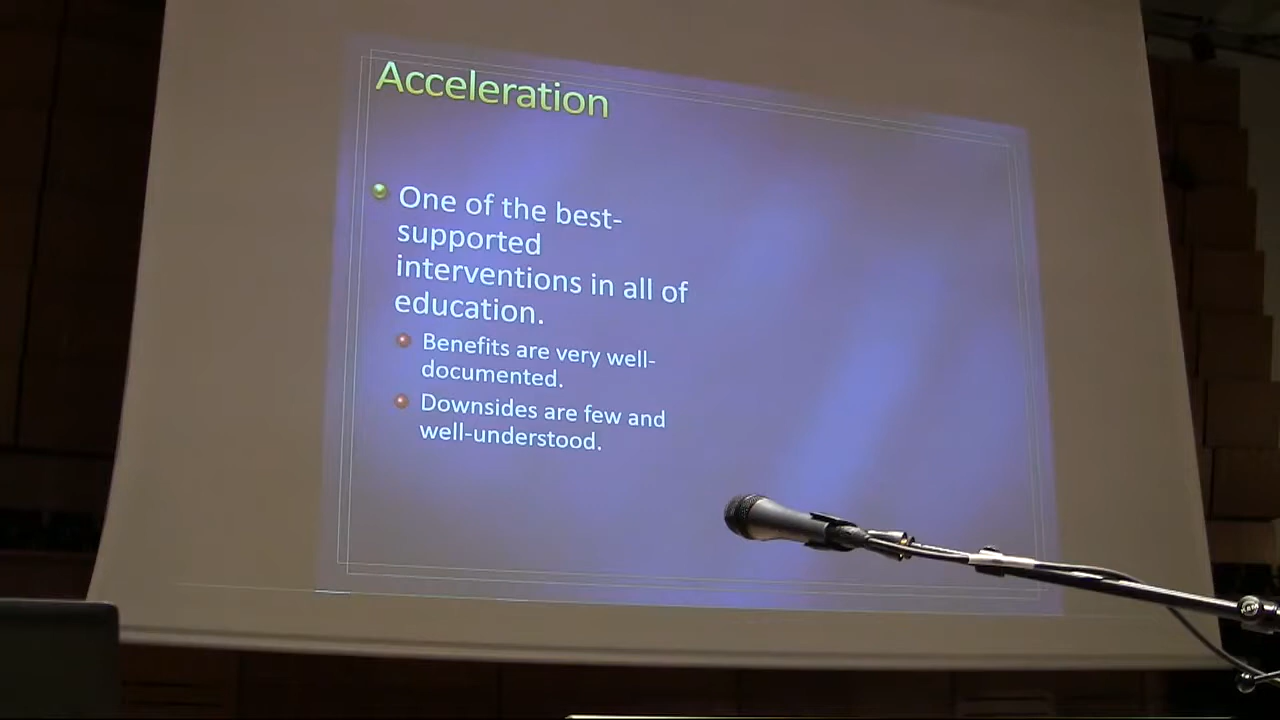 Acceleration
One of the best-
supported
interventions in all of
education.
Benefits are very well-
documented.
Downsides are few and
well-understood.